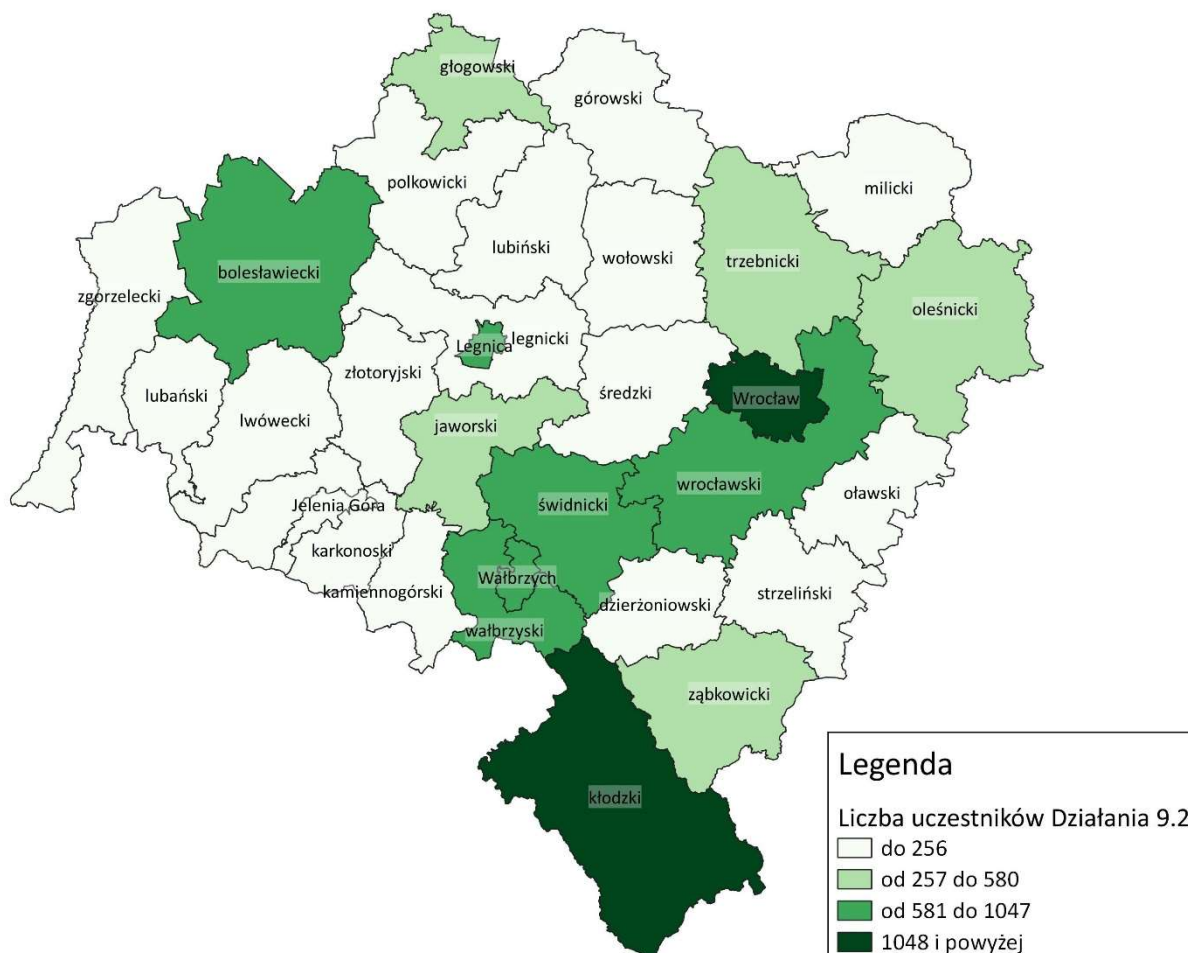 głogowski
górowski
polkowicki
milicki
lubiński
wołowski
trzebnicki
bolesławiecki
zgorzelecki
oleśnicki
Legnica
legnicki
złotoryjski
lubański
lwówecki
średzki
Wrocław
jaworski
wrocławski
oławski
świdnicki
Jelenia Góra
karkonoski
kamiennogórski
Wałbrzych
dzierżoniowski
strzeliński
wałbrzyski
ząbkowicki
kłodzki
Legenda
Liczba uczestników Działania 9.2
do 256
od 257 do 580
od 581 do 1047
1048 i powyżej